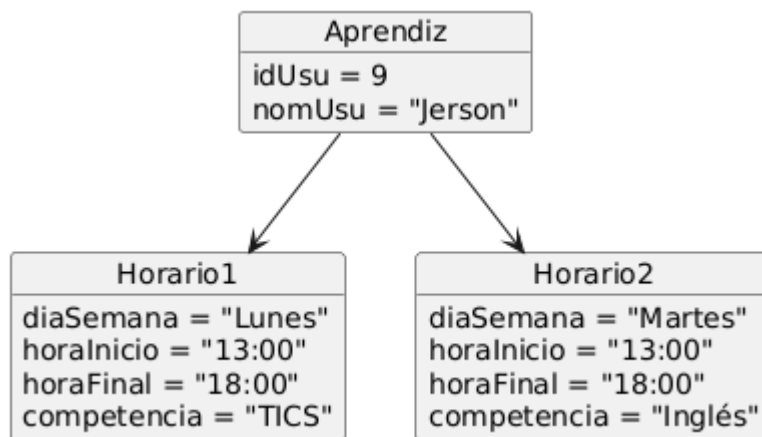 Aprendiz
idUsu = 9
nomUsu = "Jerson"
Horario1
diaSemana = "Lunes"
horaInicio = "13:00"
horaFinal = "18:00"
competencia = "TICS"
Horario2
diaSemana = "Martes"
horaInicio = "13:00"
horaFinal = "18:00"
competencia = "Inglés"